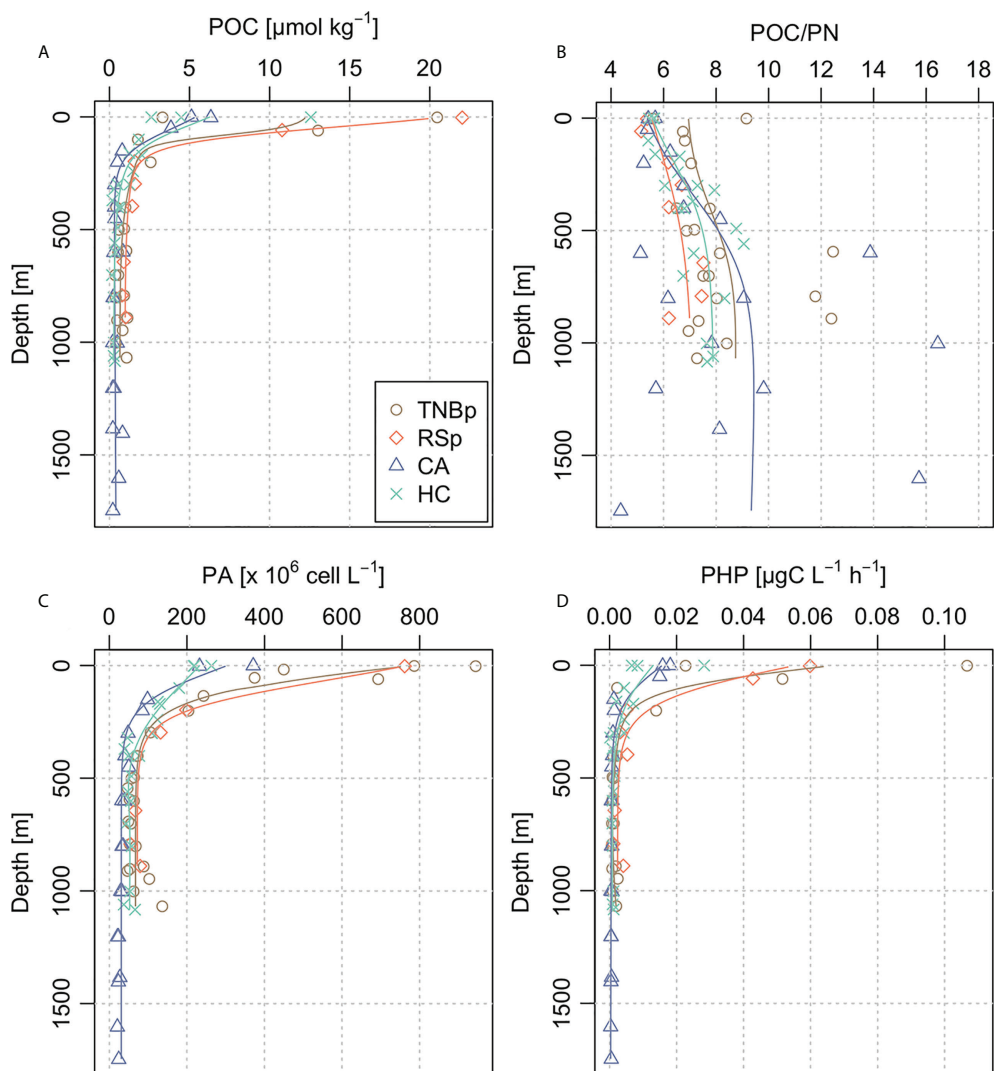 A
POC [µmol kg⁻¹]
0 5 10 15 20
Depth [m]
0
500
1000
1500
TNBp
RSp
CA
HC
B
POC/PN
4 6 8 10 12 14 16 18
Depth [m]
0
500
1000
1500
C
PA [x 10⁶ cell L⁻¹]
0 200 400 600 800
Depth [m]
0
500
1000
1500
D
PHP [µgC L⁻¹ h⁻¹]
0.00 0.02 0.04 0.06 0.08 0.10
Depth [m]
0
500
1000
1500